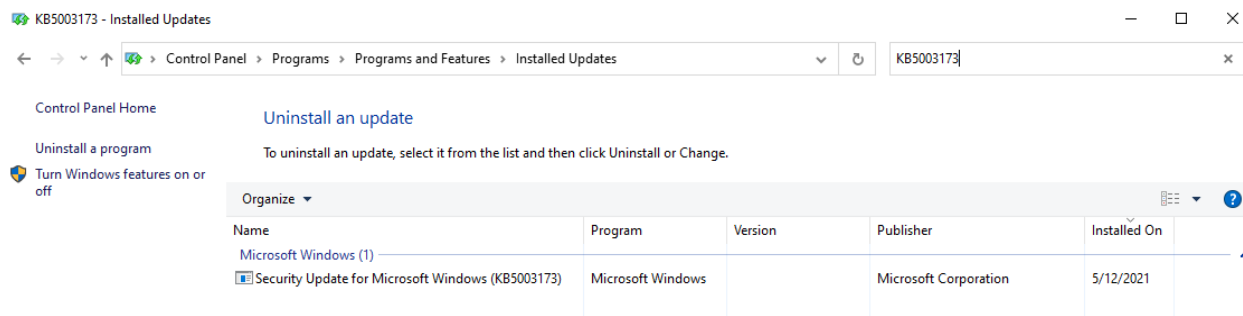 KB5003173 - Installed Updates
Control Panel > Programs > Programs and Features > Installed Updates
KB5003173
Control Panel Home
Uninstall a program
Turn Windows features on or
off
Uninstall an update
To uninstall an update, select it from the list and then click Uninstall or Change.
Organize
Name Program Version Publisher Installed On
Microsoft Windows (1)
Security Update for Microsoft Windows (KB5003173) Microsoft Windows Microsoft Corporation 5/12/2021